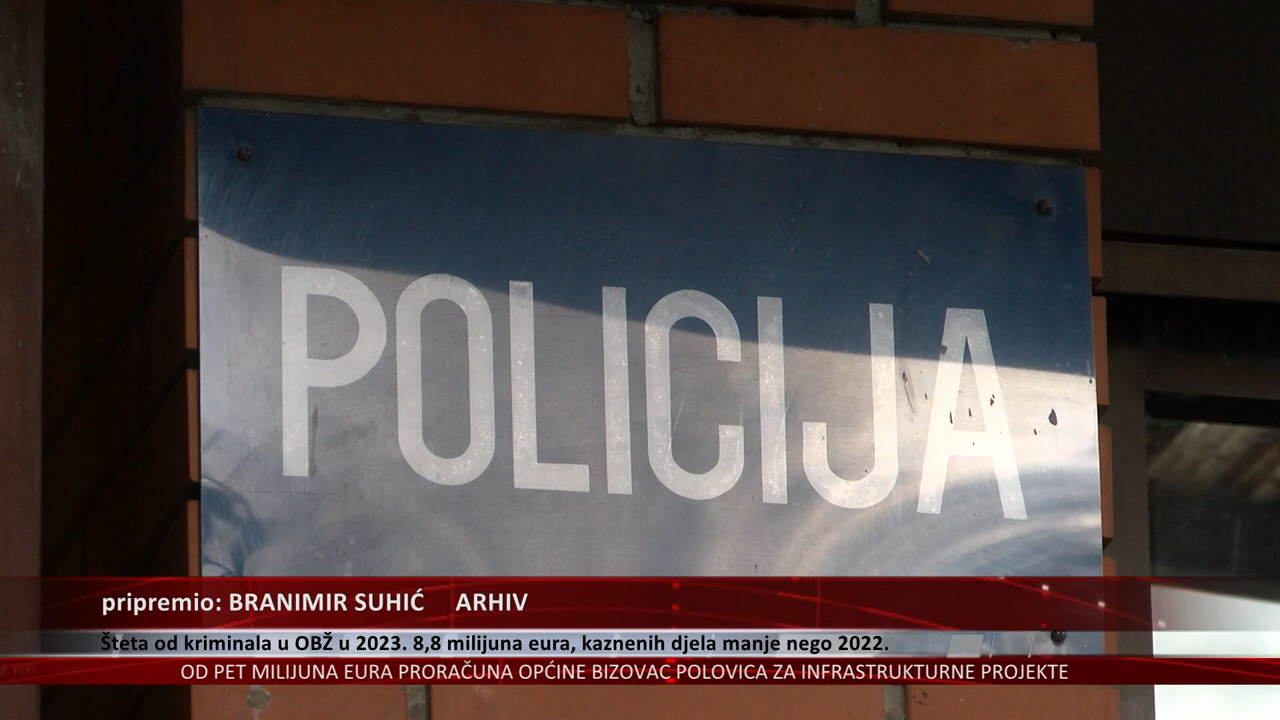 POLICIJA
pripremio: BRANIMIR SUHIĆ ARHIV
Šteta od kriminala u OBŽ u 2023. 8,8 milijuna eura, kaznenih djela manje nego 2022.
OD PET MILIJUNA EURA PRORAČUNA OPĆINE BIZOVAC POLOVICA ZA INFRASTRUKTURNE PROJEKTE